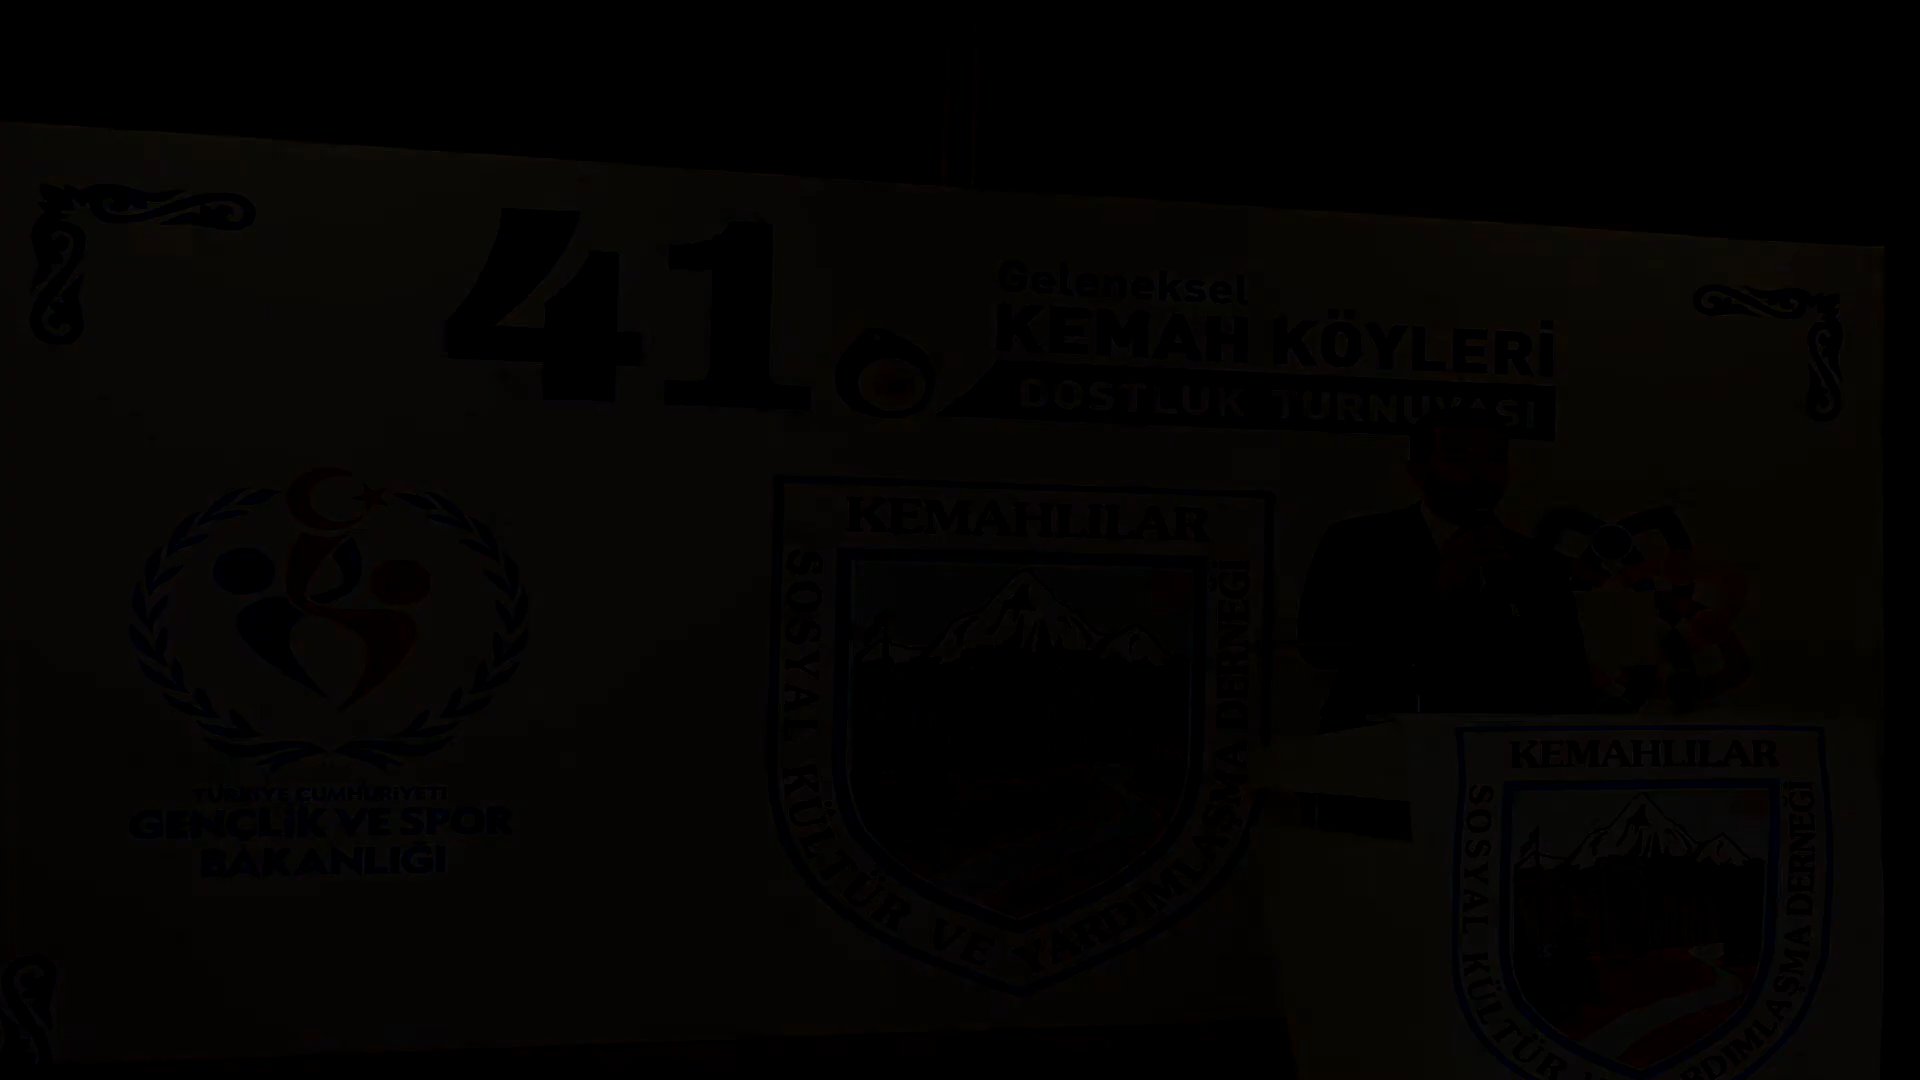 41.
Geleneksel
KEMAH KÖYLERİ
DOSTLUK TURNUVASI
TÜRKİYE CUMHURİYETİ
GENÇLİK VE SPOR
BAKANLIĞI
KEMAHLILAR
SOSYAL KÜLTÜR VE YARDIMLAŞMA DERNEĞİ
KEMAHLILAR
SOSYAL KÜLTÜR
YARDIMLAŞMA DERNEĞİ